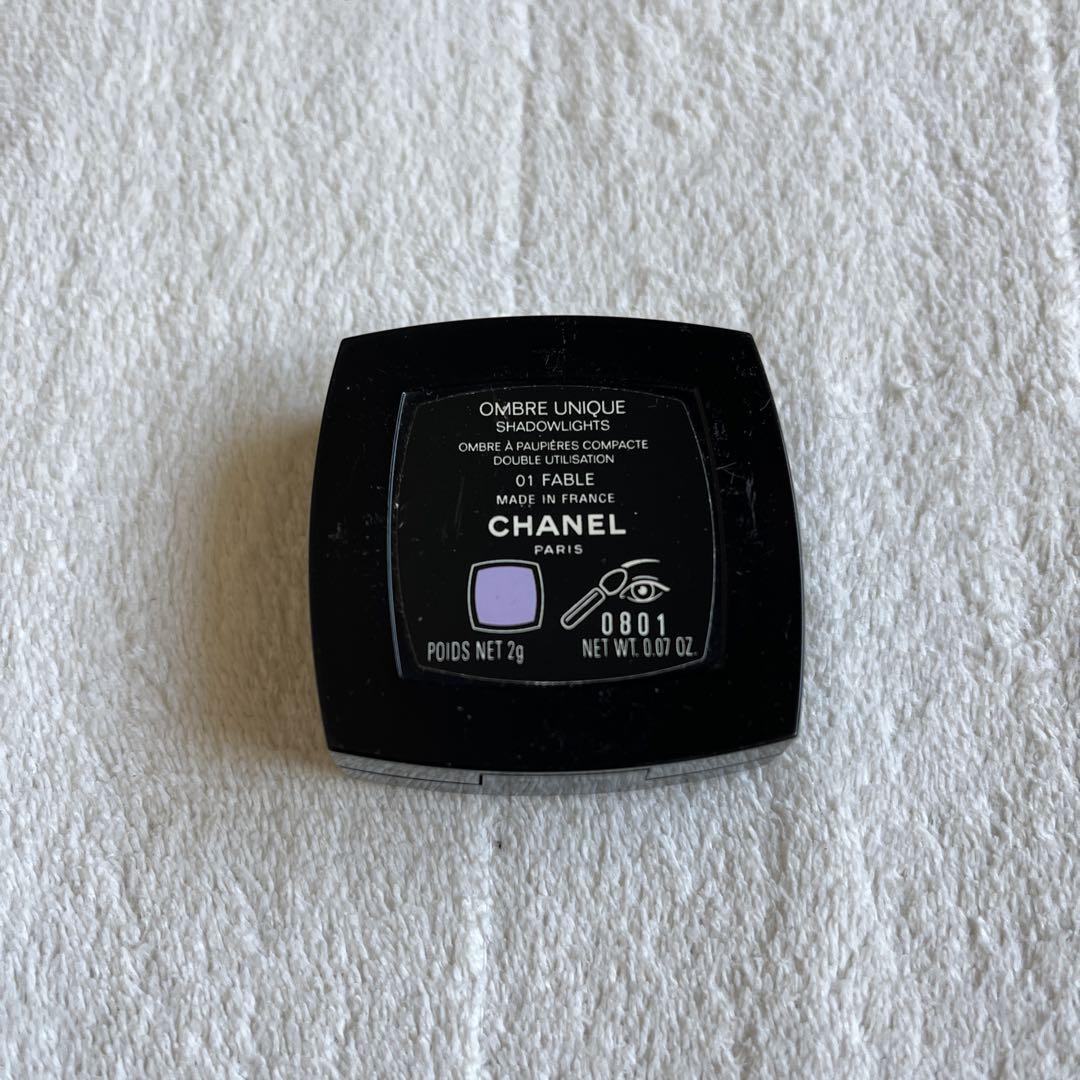 OMBRE UNIQUE
SHADOWLIGHTS
OMBRE À PAUPIÈRES COMPACTE
DOUBLE UTILISATION
01 FABLE
MADE IN FRANCE
CHANEL
PARIS
0801
POIDS NET 2g NET WT. 0.07 OZ.